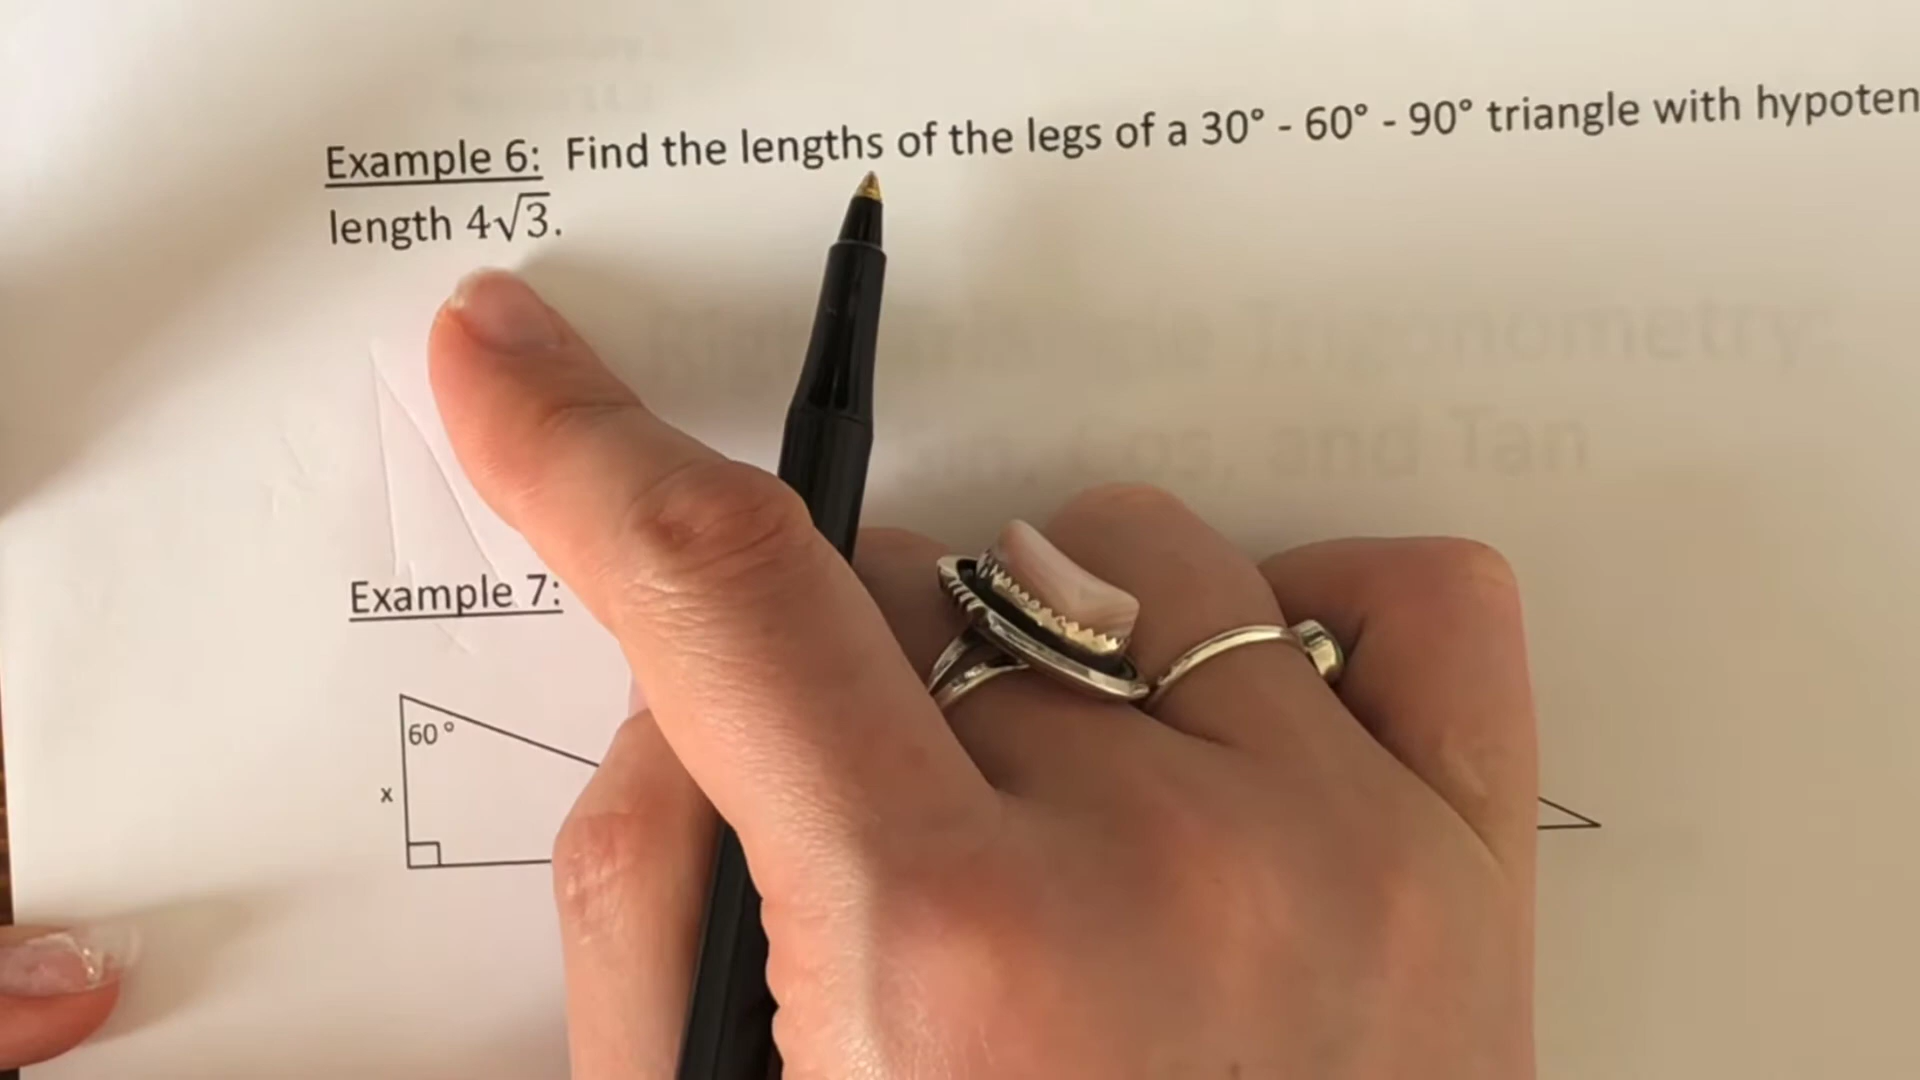 Example 6: Find the lengths of the legs of a 30° - 60° - 90° triangle with hypoten
length 4√3.
Example 7:
60°
x